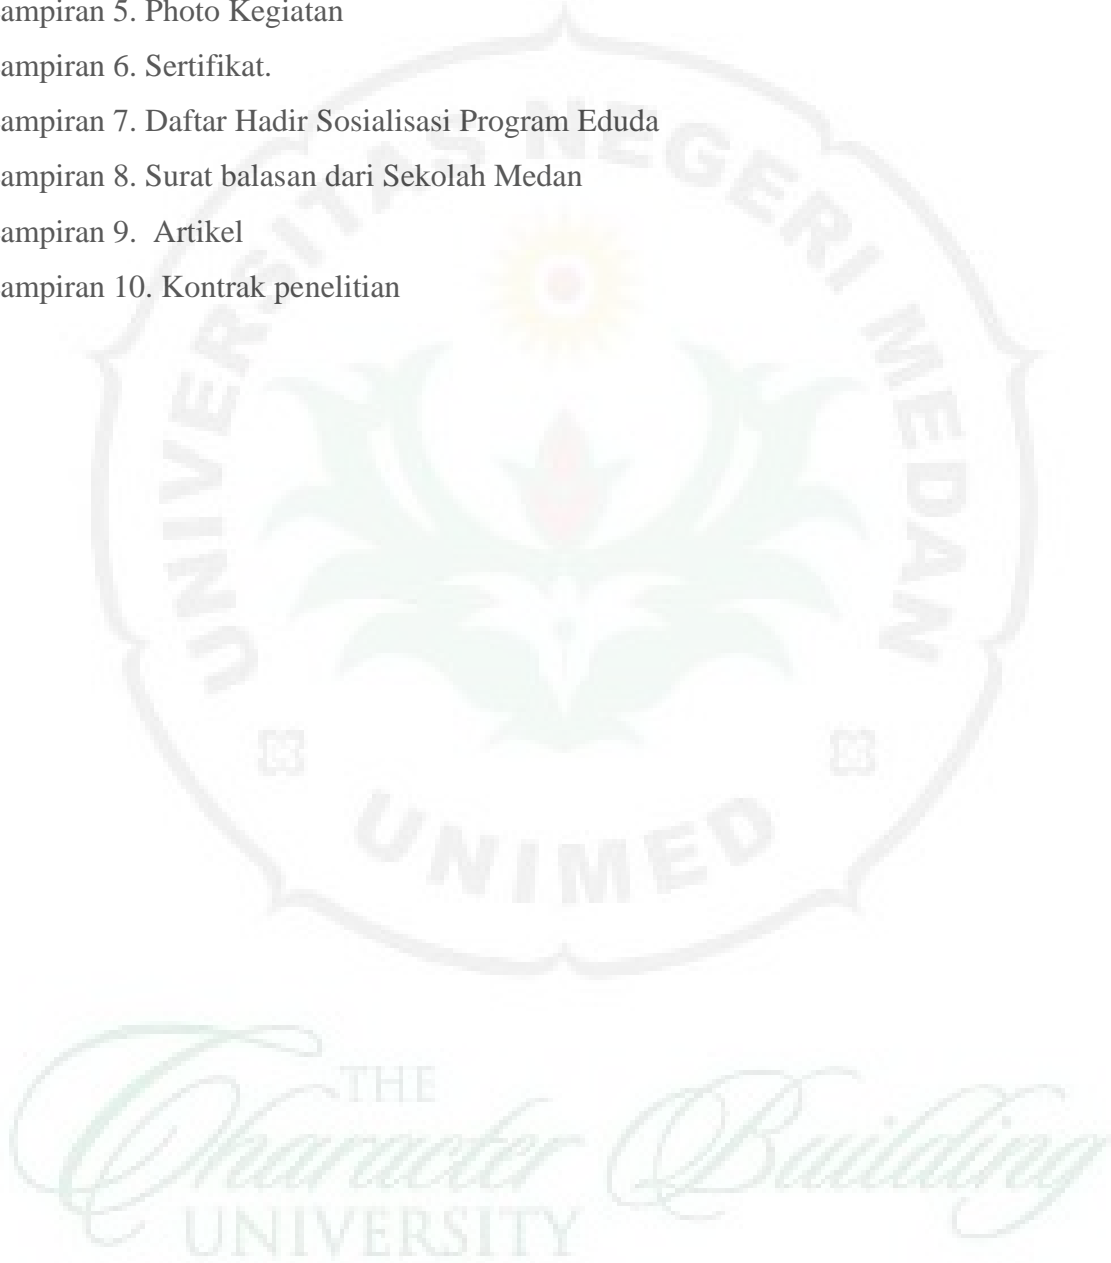 ampiran 5. Photo Kegiatan
ampiran 6. Sertifikat.
ampiran 7. Daftar Hadir Sosialisasi Program Eduda
ampiran 8. Surat balasan dari Sekolah Medan
ampiran 9.  Artikel
ampiran 10. Kontrak penelitian
UNIVERSITAS NEGERI MEDAN
UNIMED
THE
Character Building
UNIVERSITY